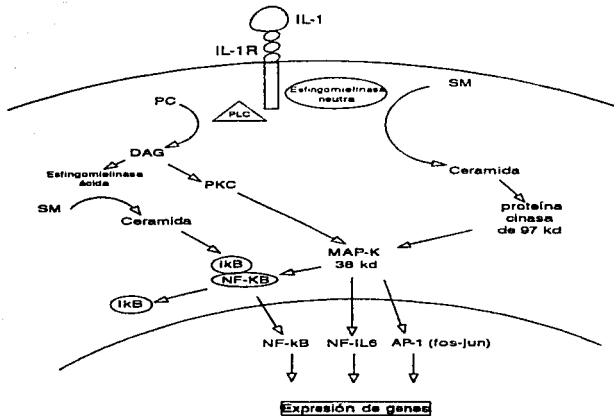 IL-1
IL-1R
Esfingomielinasa
neutra
SM
PC
PLC
DAG
Esfingomielinasa
ácida
PKC
Ceramida
SM
Ceramida
proteína
cinasa
de 97 kd
MAP-K
38 kd
IkB
NF-KB
IkB
NF-kB
NF-IL6
AP-1 (fos-jun)
Expresión de genes